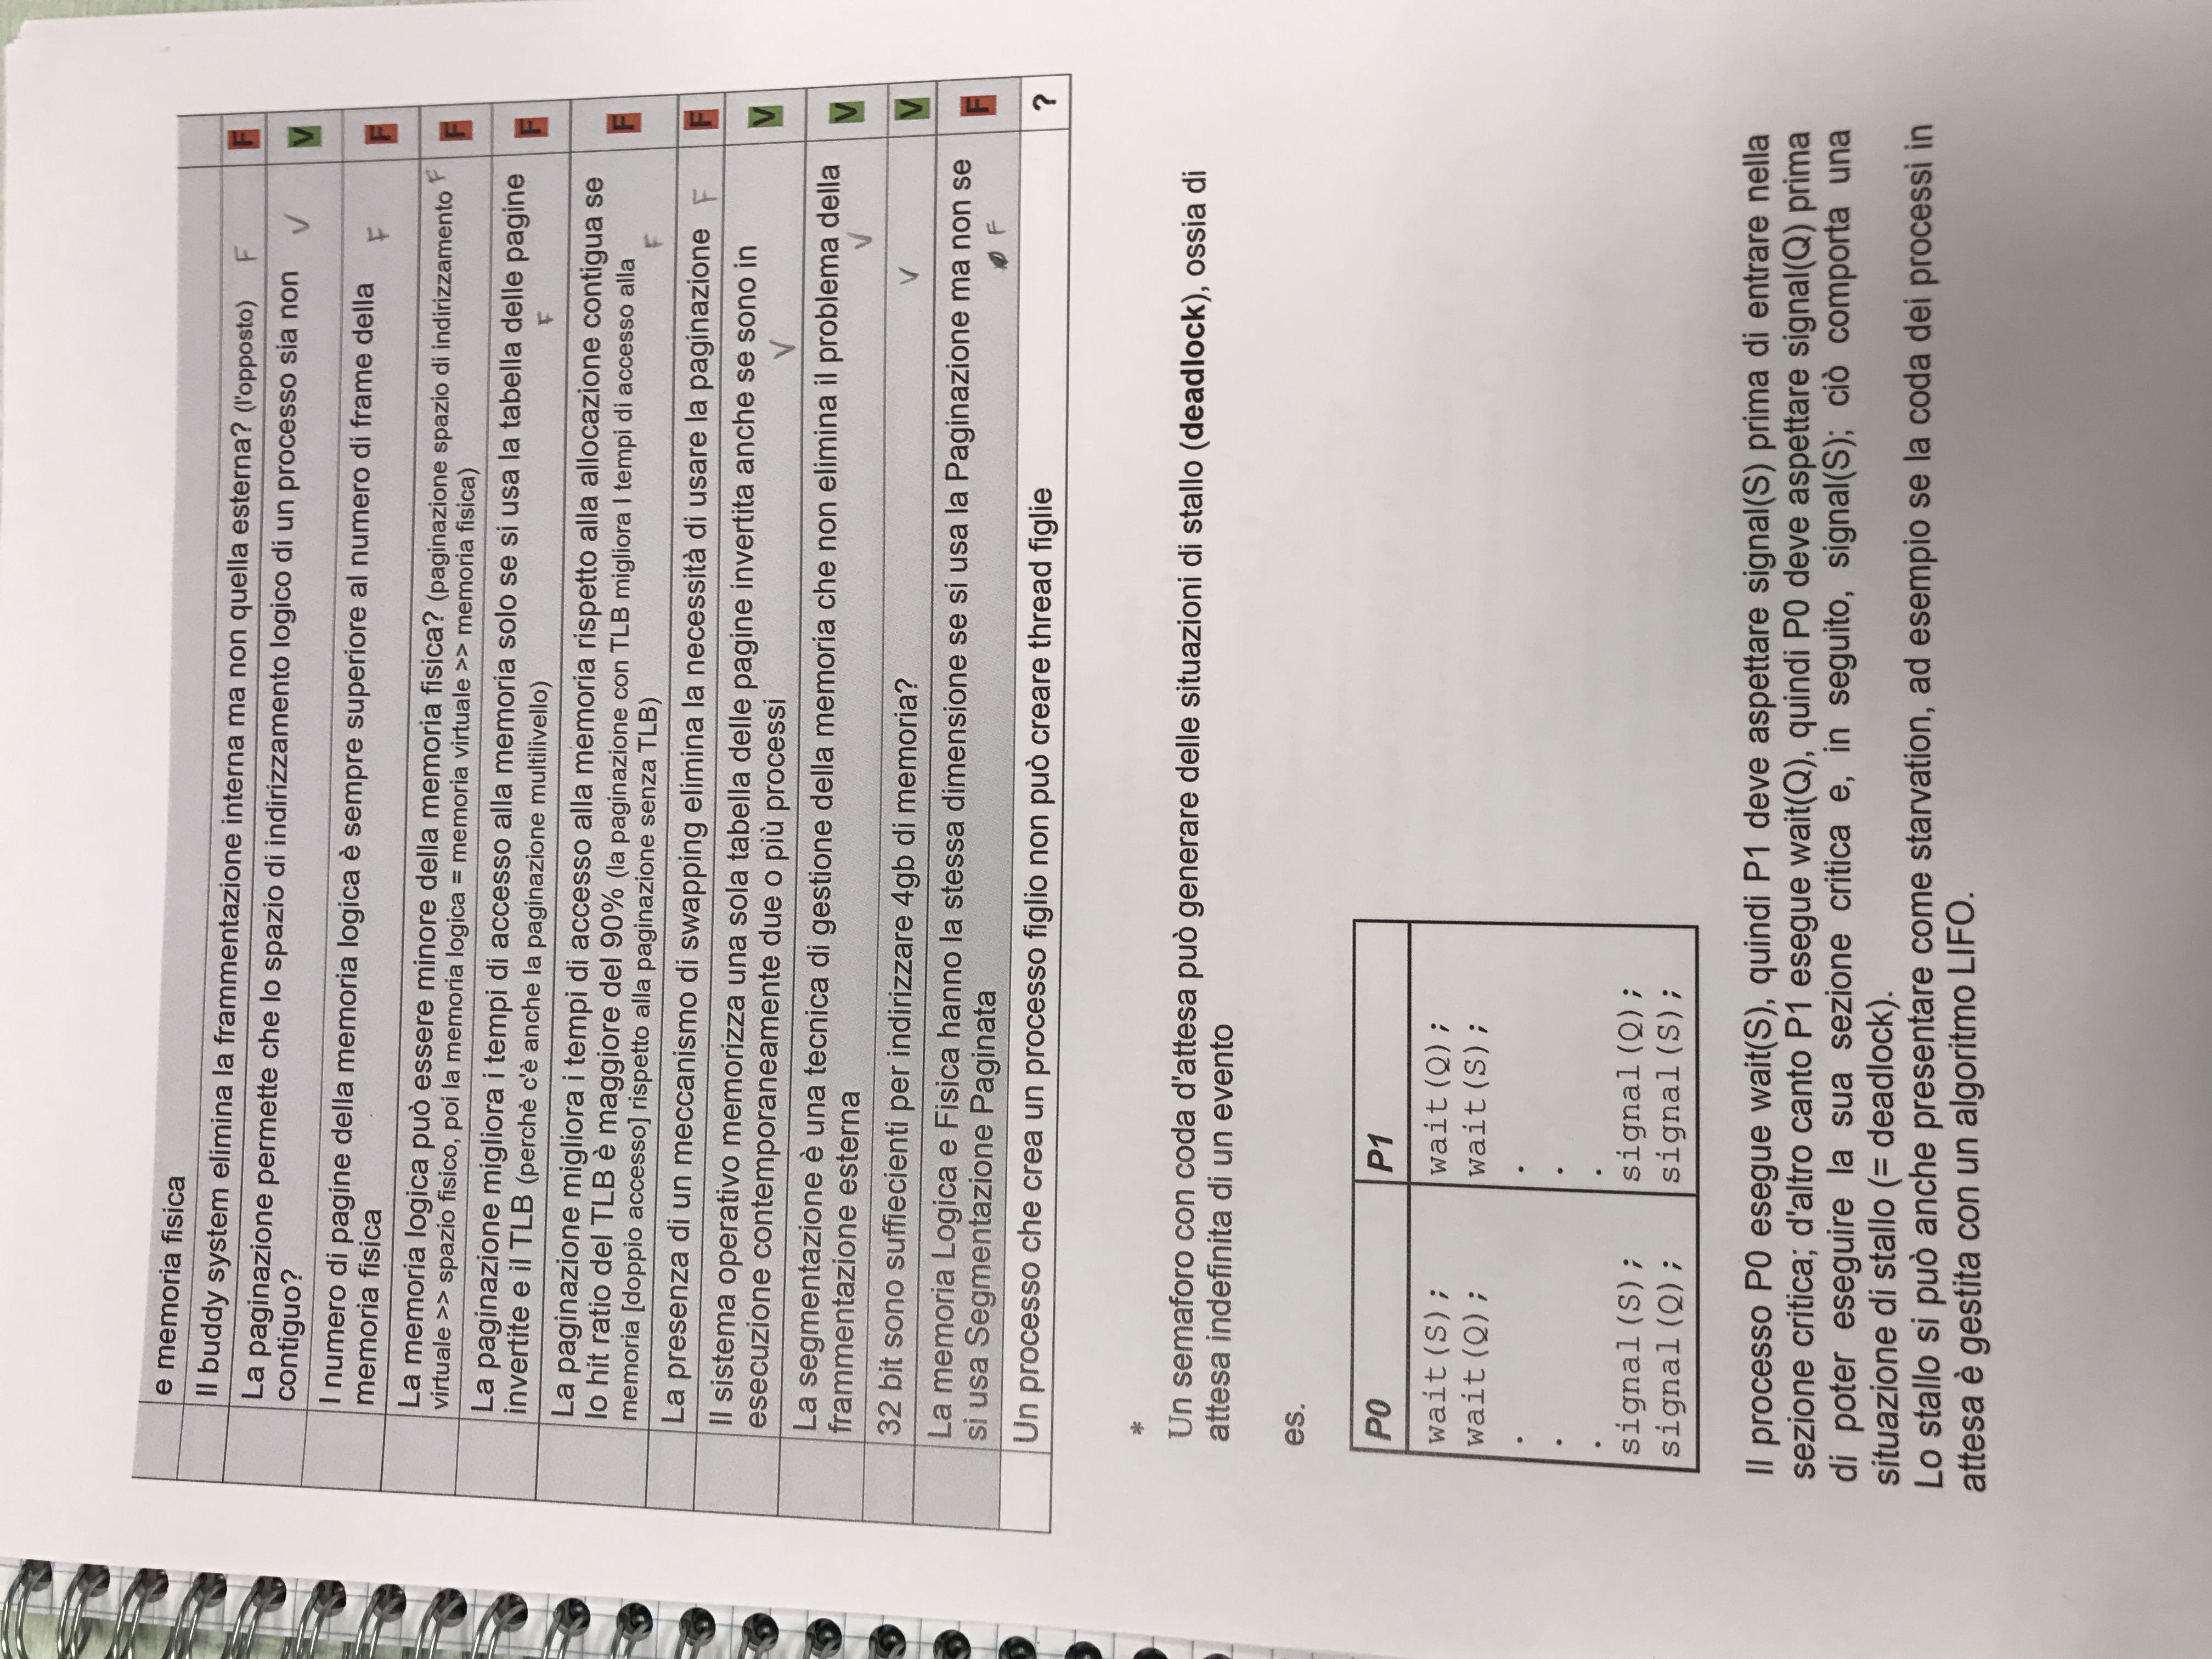 e memoria fisica
Il buddy system elimina la frammentazione interna ma non quella esterna? (l'opposto) F F
La paginazione permette che lo spazio di indirizzamento logico di un processo sia non
contiguo? V V
I numero di pagine della memoria logica è sempre superiore al numero di frame della
memoria fisica F F
La memoria logica può essere minore della memoria fisica? (paginazione spazio di indirizzamento F
virtuale >> spazio fisico, poi la memoria logica = memoria virtuale >> memoria fisica) F
La paginazione migliora i tempi di accesso alla memoria solo se si usa la tabella delle pagine
invertite e il TLB (perchè c'è anche la paginazione multilivello) F F
La paginazione migliora i tempi di accesso alla memoria rispetto alla allocazione contigua se
lo hit ratio del TLB è maggiore del 90% (la paginazione con TLB migliora I tempi di accesso alla F
memoria [doppio accesso] rispetto alla paginazione senza TLB) F
La presenza di un meccanismo di swapping elimina la necessità di usare la paginazione F F
Il sistema operativo memorizza una sola tabella delle pagine invertita anche se sono in
esecuzione contemporaneamente due o più processi V V
La segmentazione è una tecnica di gestione della memoria che non elimina il problema della
frammentazione esterna V V
32 bit sono suffiecienti per indirizzare 4gb di memoria? V V
La memoria Logica e Fisica hanno la stessa dimensione se si usa la Paginazione ma non se
si usa Segmentazione Paginata F F
Un processo che crea un processo figlio non può creare thread figlie ?
*
Un semaforo con coda d'attesa può generare delle situazioni di stallo (deadlock), ossia di
attesa indefinita di un evento
es.
P0 P1
wait(S); wait(Q);
wait(Q); wait(S);
. .
. .
. .
signal(S); signal(Q);
signal(Q); signal(S);
Il processo P0 esegue wait(S), quindi P1 deve aspettare signal(S) prima di entrare nella
sezione critica; d'altro canto P1 esegue wait(Q), quindi P0 deve aspettare signal(Q) prima
di poter eseguire la sua sezione critica e, in seguito, signal(S); ciò comporta una
situazione di stallo (= deadlock).
Lo stallo si può anche presentare come starvation, ad esempio se la coda dei processi in
attesa è gestita con un algoritmo LIFO.